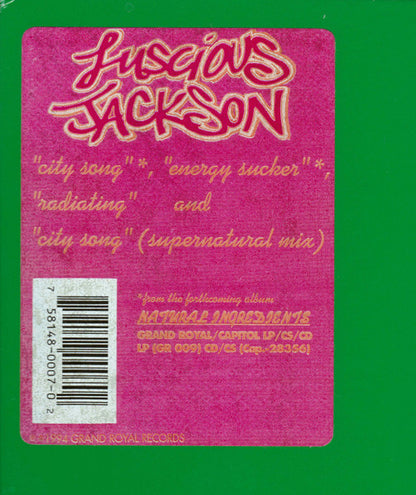 Luscious
JACKSON
"city song"*, "energy sucker"*,
"radiating" and
"city song" (supernatural mix)
*from the forthcoming album
NATURAL INGREDIENTS
GRAND ROYAL/CAPITOL LP/CS/CD
LP (GR 009) CD/CS (Cap.-28356)
7 58148-0007-0 2
1994 GRAND ROYAL RECORDS